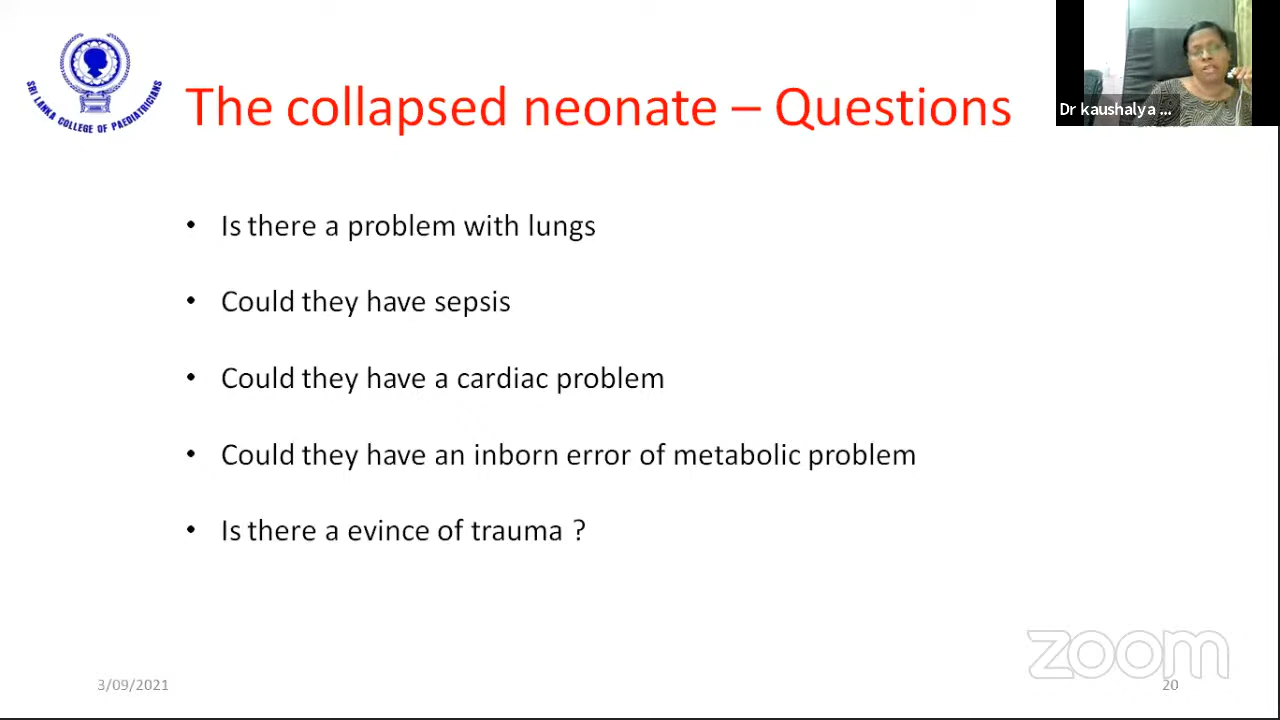 SRI LANKA COLLEGE OF PAEDIATRICIANS
The collapsed neonate – Questions
Dr kaushalya ...
• Is there a problem with lungs
• Could they have sepsis
• Could they have a cardiac problem
• Could they have an inborn error of metabolic problem
• Is there a evince of trauma ?
zoom
3/09/2021
20